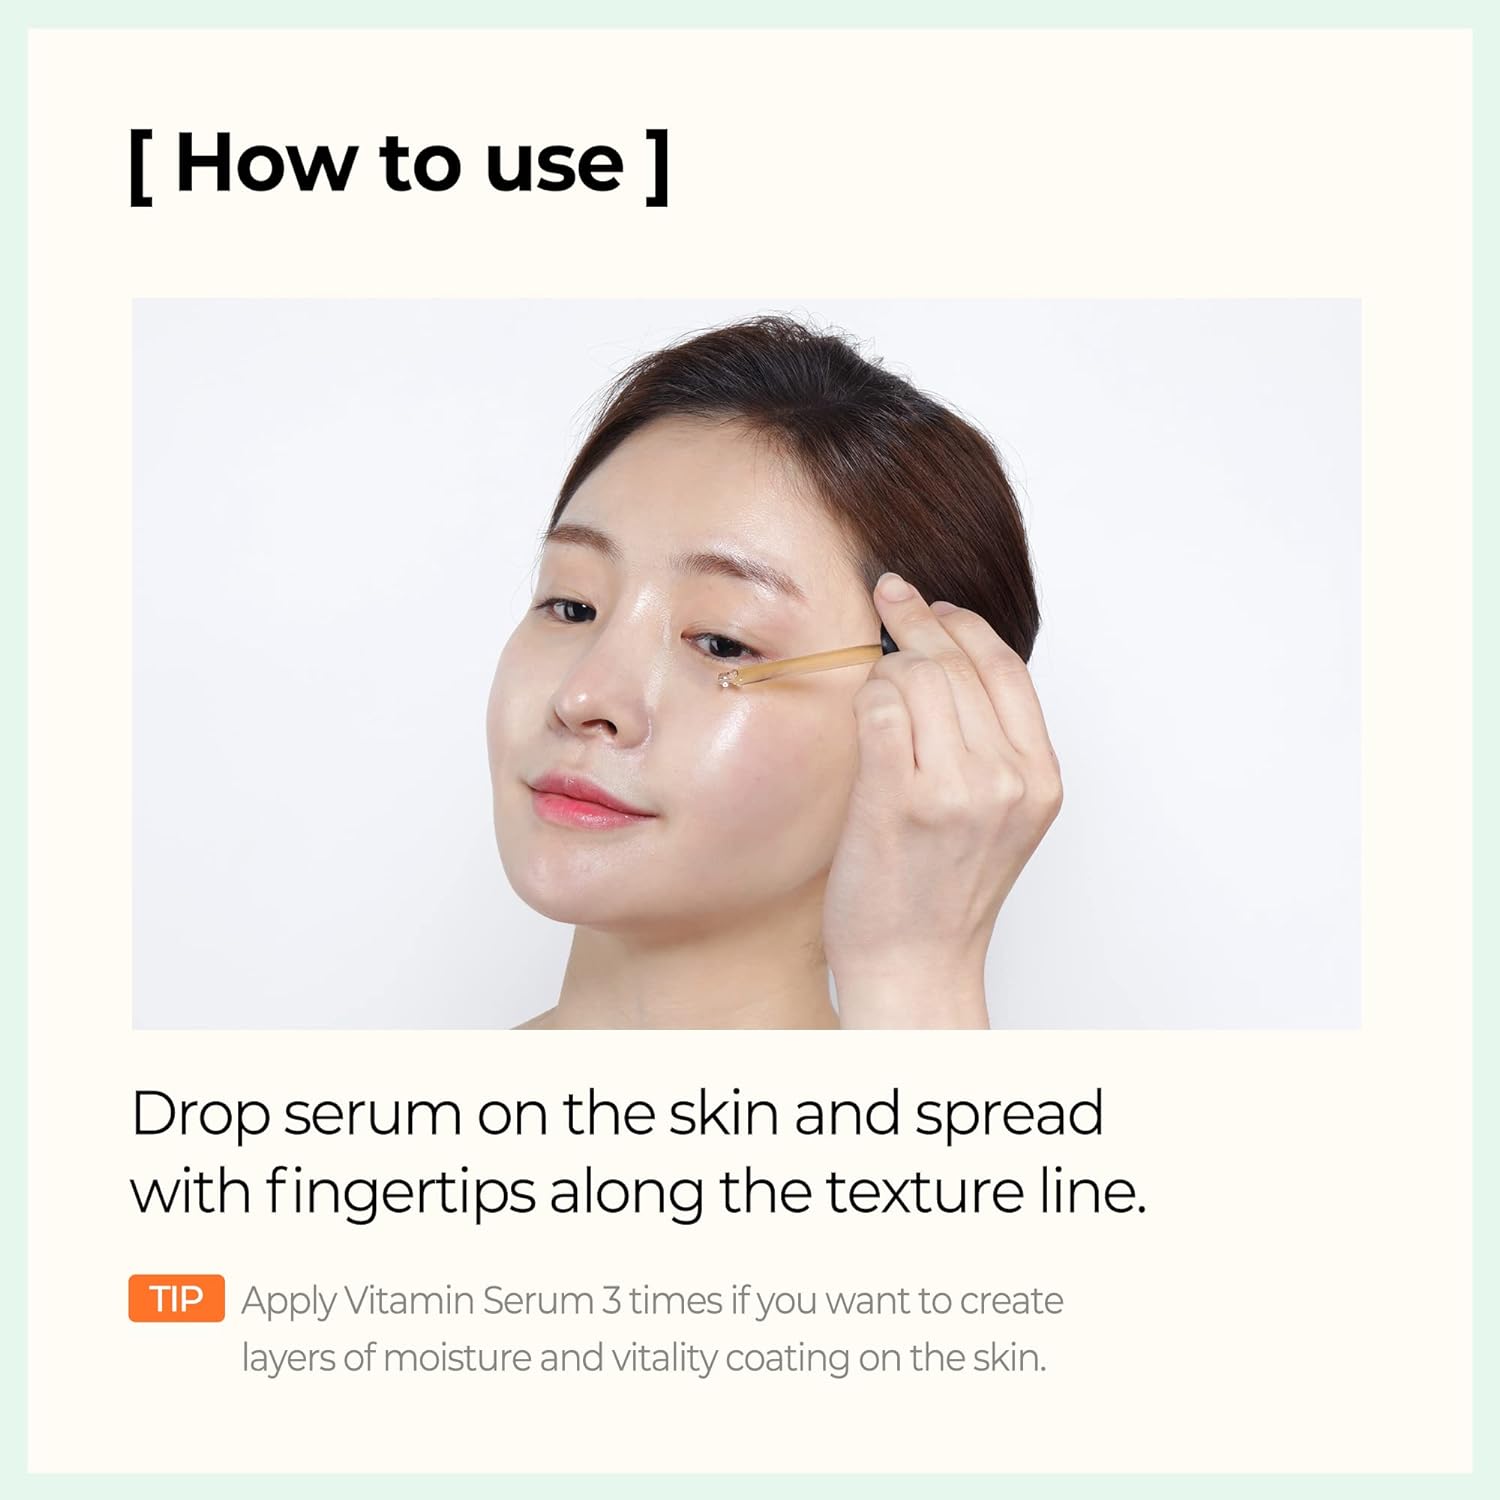 [ How to use ]
Drop serum on the skin and spread
with fingertips along the texture line.
TIP Apply Vitamin Serum 3 times if you want to create
layers of moisture and vitality coating on the skin.